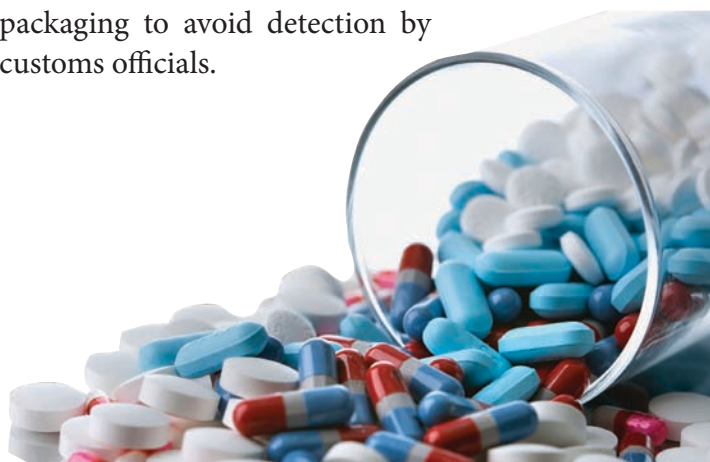 packaging to avoid detection by
customs officials.